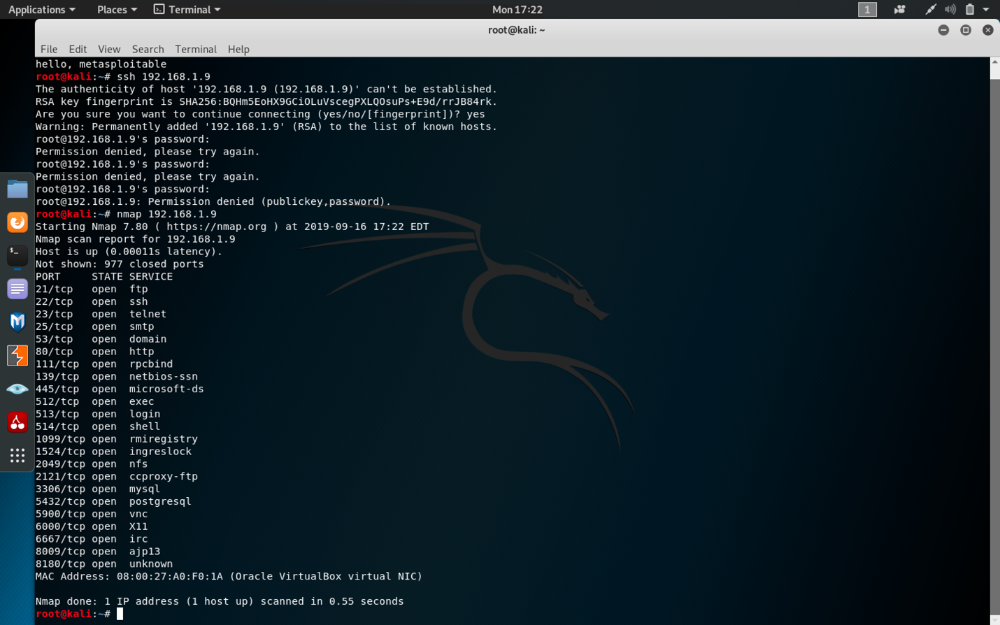 Applications Places Terminal Mon 17:22 1
root@kali: ~
File Edit View Search Terminal Help
hello, metasploitable
root@kali:~# ssh 192.168.1.9
The authenticity of host '192.168.1.9 (192.168.1.9)' can't be established.
RSA key fingerprint is SHA256:BQHm5EoHX9GCiOLuVscegPXLQOsuPs+E9d/rrJB84rk.
Are you sure you want to continue connecting (yes/no/[fingerprint])? yes
Warning: Permanently added '192.168.1.9' (RSA) to the list of known hosts.
root@192.168.1.9's password:
Permission denied, please try again.
root@192.168.1.9's password:
Permission denied, please try again.
root@192.168.1.9's password:
root@192.168.1.9: Permission denied (publickey,password).
root@kali:~# nmap 192.168.1.9
Starting Nmap 7.80 ( https://nmap.org ) at 2019-09-16 17:22 EDT
Nmap scan report for 192.168.1.9
Host is up (0.00011s latency).
Not shown: 977 closed ports
PORT     STATE SERVICE
21/tcp   open  ftp
22/tcp   open  ssh
23/tcp   open  telnet
25/tcp   open  smtp
53/tcp   open  domain
80/tcp   open  http
111/tcp  open  rpcbind
139/tcp  open  netbios-ssn
445/tcp  open  microsoft-ds
512/tcp  open  exec
513/tcp  open  login
514/tcp  open  shell
1099/tcp open  rmiregistry
1524/tcp open  ingreslock
2049/tcp open  nfs
2121/tcp open  ccproxy-ftp
3306/tcp open  mysql
5432/tcp open  postgresql
5900/tcp open  vnc
6000/tcp open  X11
6667/tcp open  irc
8009/tcp open  ajp13
8180/tcp open  unknown
MAC Address: 08:00:27:A0:F0:1A (Oracle VirtualBox virtual NIC)
Nmap done: 1 IP address (1 host up) scanned in 0.55 seconds
root@kali:~#